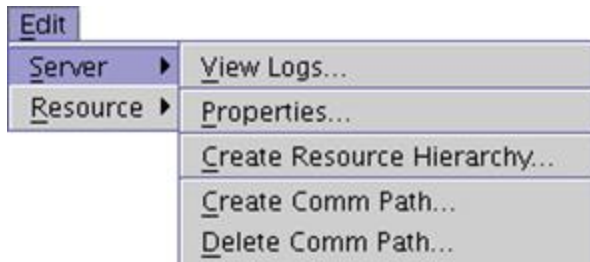 Edit
Server
View Logs...
Resource
Properties...
Create Resource Hierarchy...
Create Comm Path...
Delete Comm Path...